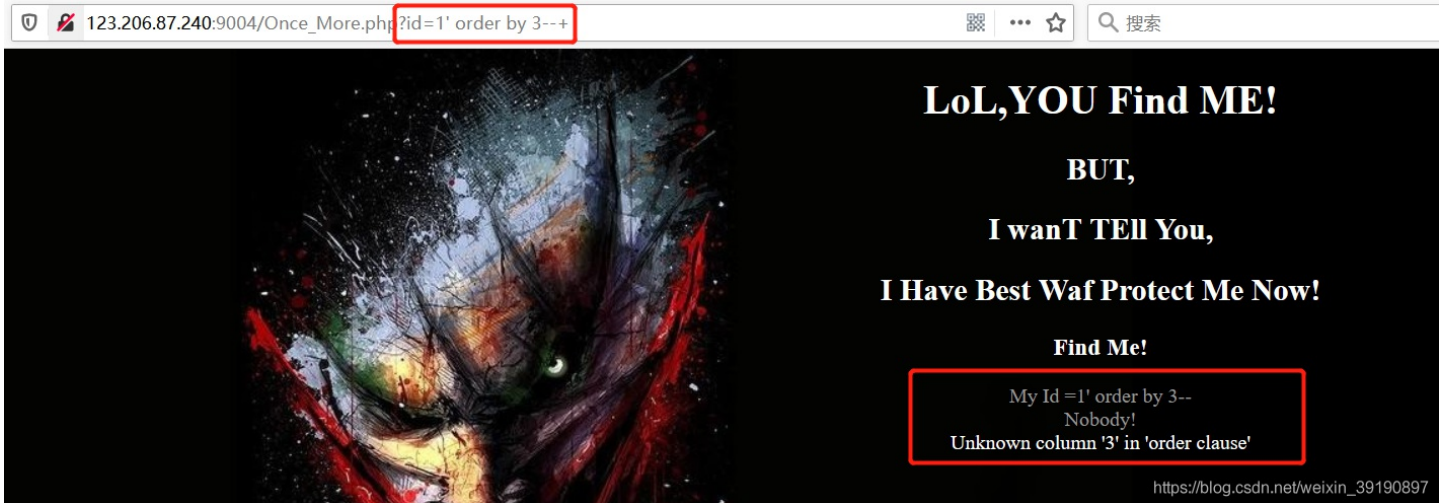 123.206.87.240:9004/Once_More.php?id=1' order by 3--+
搜索
LoL,YOU Find ME!
BUT,
I wanT TEll You,
I Have Best Waf Protect Me Now!
Find Me!
My Id =1' order by 3--
Nobody!
Unknown column '3' in 'order clause'
https://blog.csdn.net/weixin_39190897